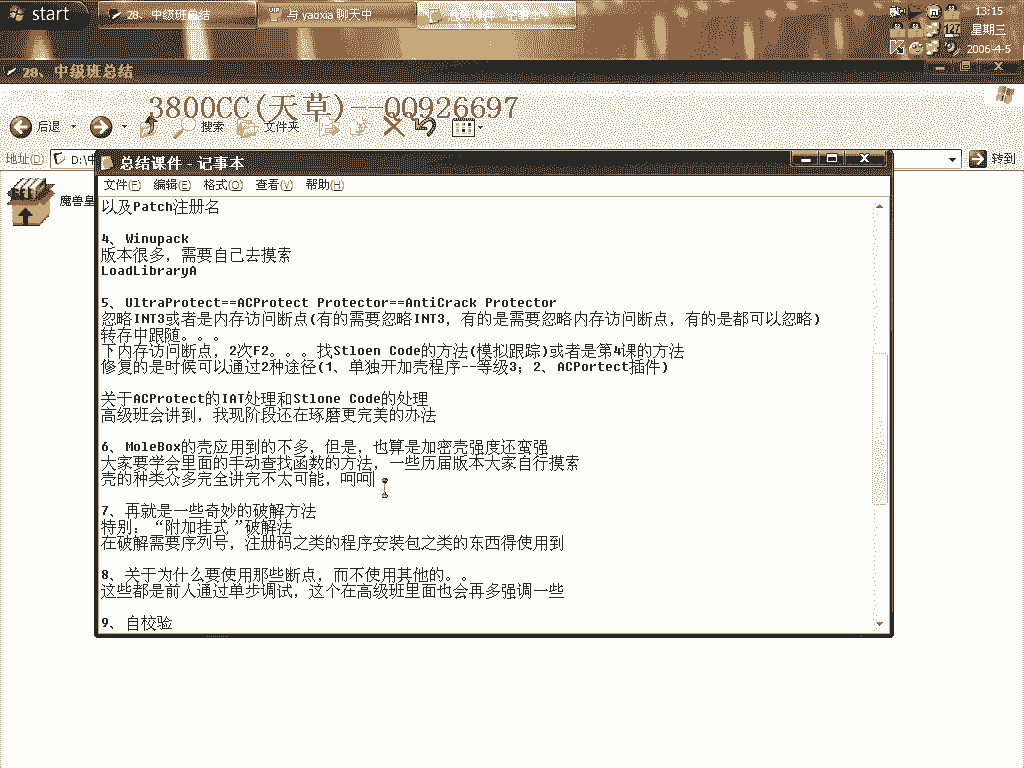 start
28、中级班总结
与 yaoxia 聊天中
总结课件 - 记事本
13:15
星期三
2006-4-5
127
28、中级班总结
3800CC(天草)--QQ926697
后退
搜索
文件夹
地址(D)
D:\中
转到
魔兽皇
总结课件 - 记事本
文件(F) 编辑(E) 格式(O) 查看(V) 帮助(H)
以及Patch注册名
4、Winupack
版本很多，需要自己去摸索
LoadLibraryA
5、UltraProtect==ACProtect Protector==AntiCrack Protector
忽略INT3或者是内存访问断点(有的需要忽略INT3，有的是需要忽略内存访问断点，有的是都可以忽略)
转存中跟随。。。
下内存访问断点，2次F2。。。找Stloen Code的方法(模拟跟踪)或者是第4课的方法
修复的是时候可以通过2种途径(1、单独开加壳程序--等级3；2、ACPortect插件)
关于ACProtect的IAT处理和Stlone Code的处理
高级班会讲到，我现阶段还在琢磨更完美的办法
6、MoleBox的壳应用到的不多，但是，也算是加密壳强度还蛮强
大家要学会里面的手动查找函数的方法，一些历届版本大家自行摸索
壳的种类众多完全讲完不太可能，呵呵
7、再就是一些奇妙的破解方法
特别：“附加挂式 ”破解法
在破解需要序列号，注册码之类的程序安装包之类的东西得使用到
8、关于为什么要使用那些断点，而不使用其他的。。
这些都是前人通过单步调试，这个在高级班里面也会再多强调一些
9、自校验